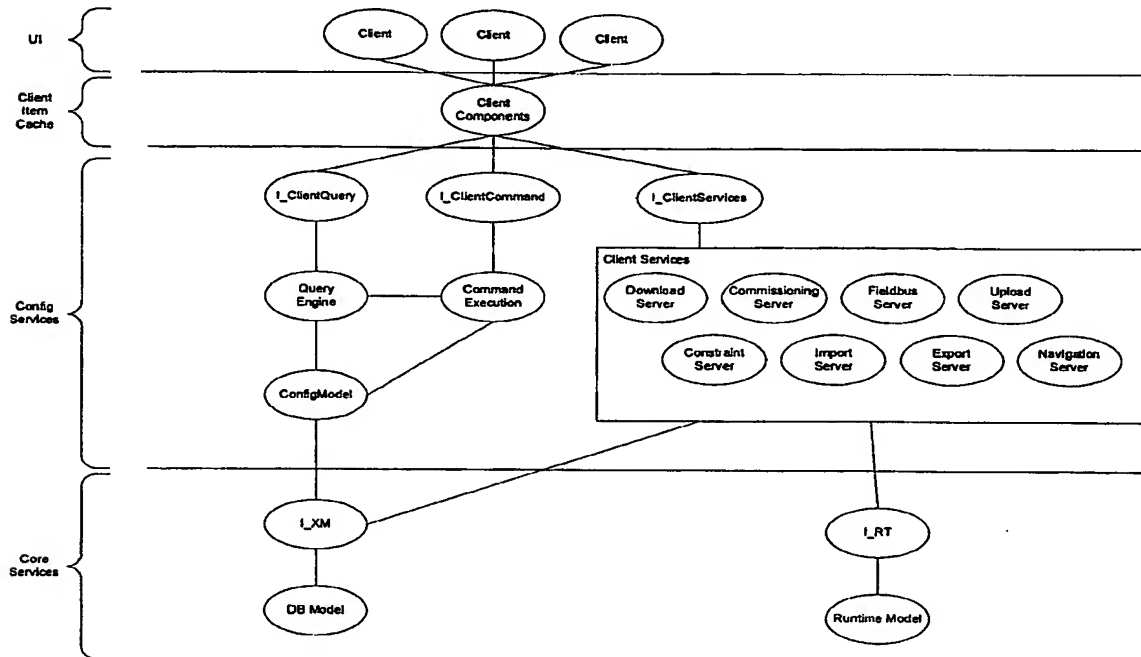 UI
Client
Client
Client
Client
Item
Cache
Client
Components
I_ClientQuery
I_ClientCommand
I_ClientServices
Config
Services
Query
Engine
Command
Execution
ConfigModel
Client Services
Download
Server
Commissioning
Server
Fieldbus
Server
Upload
Server
Constraint
Server
Import
Server
Export
Server
Navigation
Server
Core
Services
I_XM
DB Model
I_RT
Runtime Model